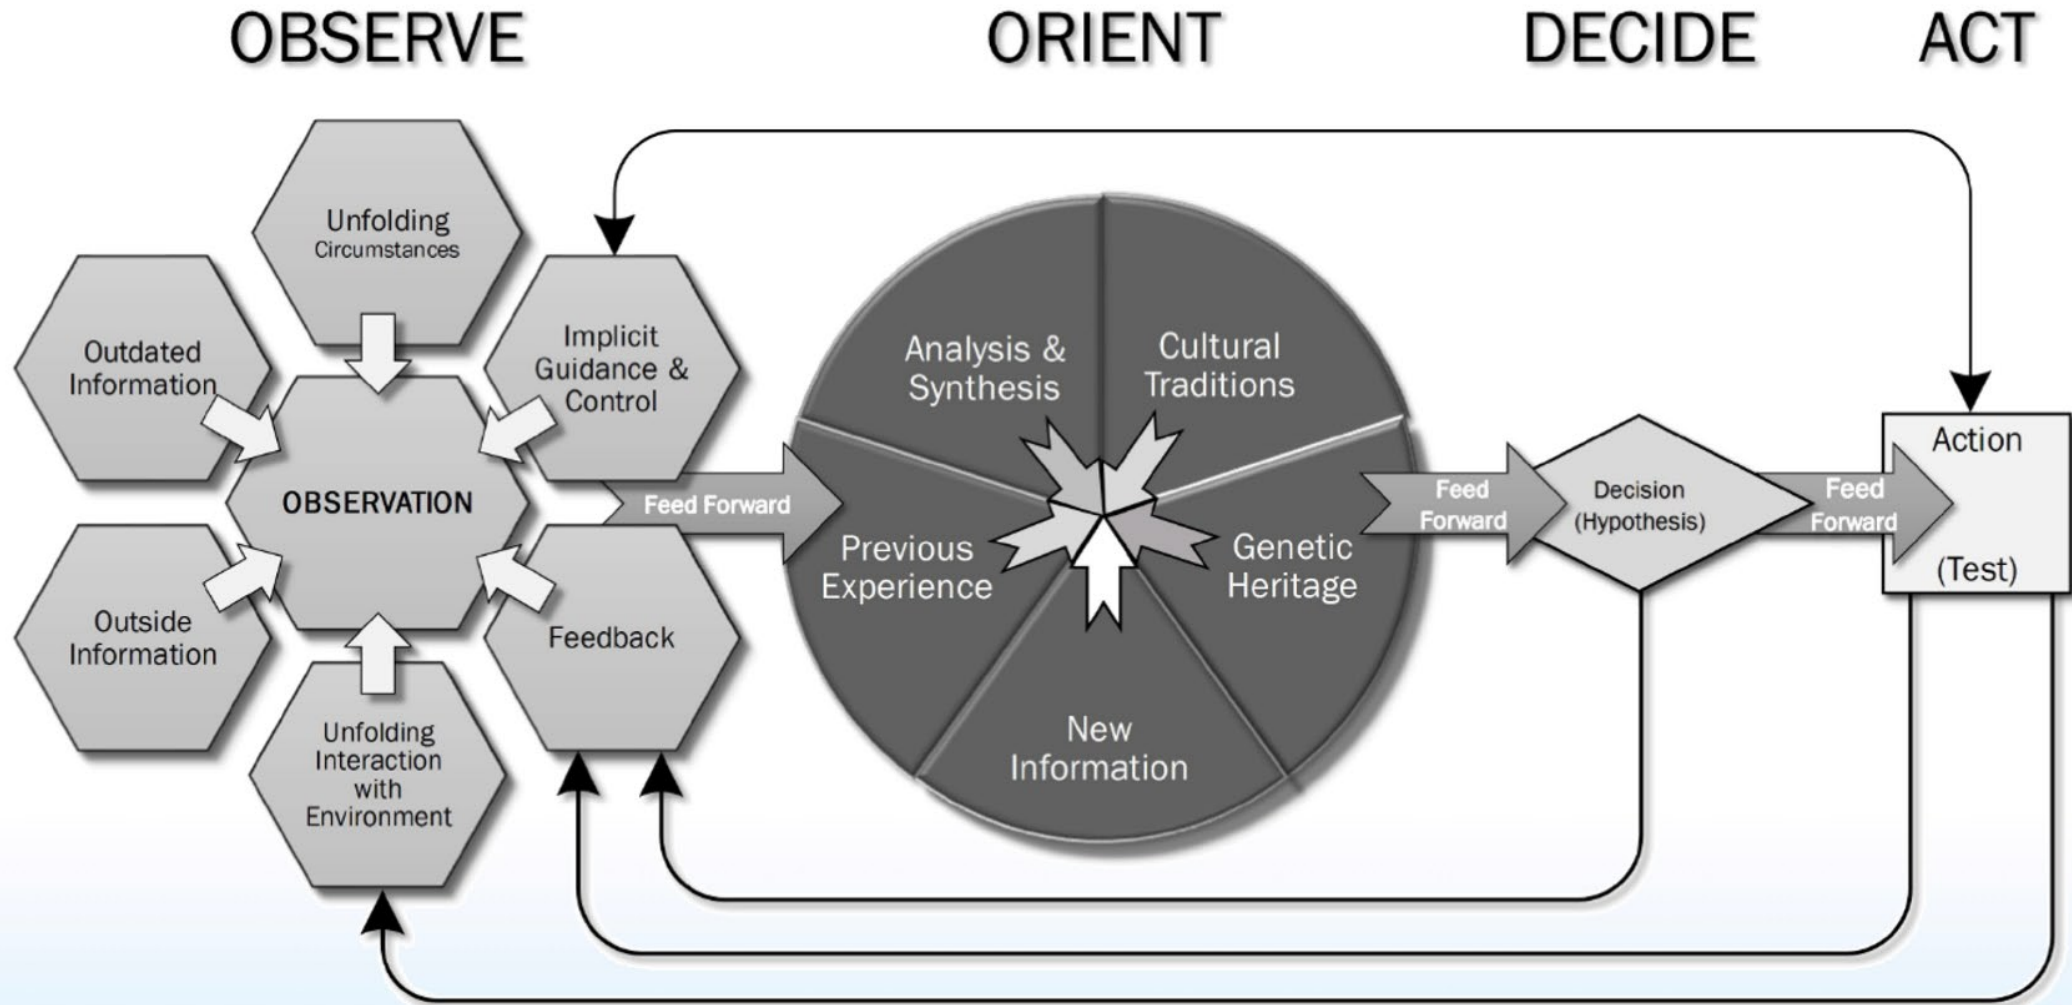 OBSERVE
ORIENT
DECIDE
ACT
Unfolding
Circumstances
Outdated
Information
Implicit
Guidance &
Control
OBSERVATION
Outside
Information
Feedback
Unfolding
Interaction
with
Environment
Feed Forward
Analysis &
Synthesis
Cultural
Traditions
Previous
Experience
Genetic
Heritage
New
Information
Feed
Forward
Decision
(Hypothesis)
Feed
Forward
Action
(Test)